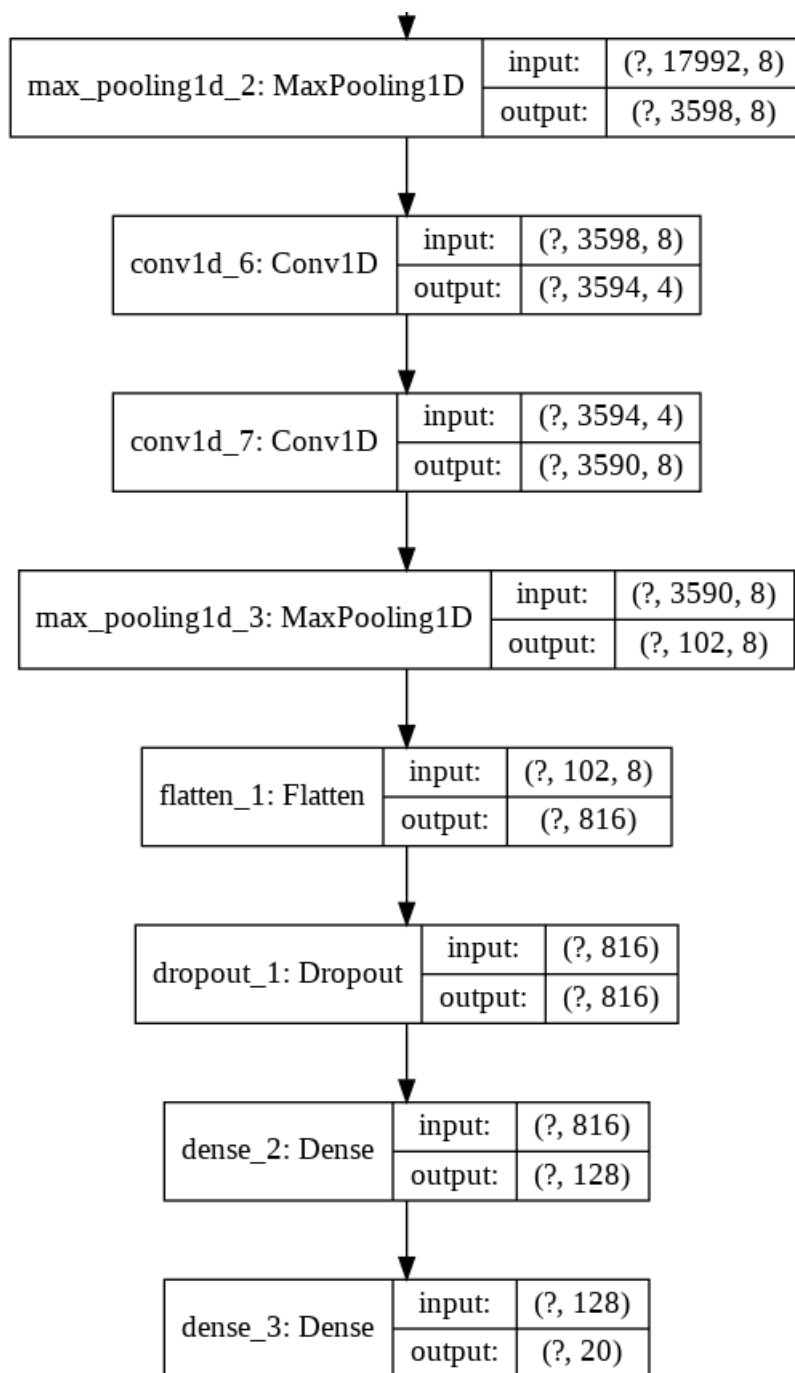 max_pooling1d_2: MaxPooling1D input: (?, 17992, 8)
output: (?, 3598, 8)
conv1d_6: Conv1D input: (?, 3598, 8)
output: (?, 3594, 4)
conv1d_7: Conv1D input: (?, 3594, 4)
output: (?, 3590, 8)
max_pooling1d_3: MaxPooling1D input: (?, 3590, 8)
output: (?, 102, 8)
flatten_1: Flatten input: (?, 102, 8)
output: (?, 816)
dropout_1: Dropout input: (?, 816)
output: (?, 816)
dense_2: Dense input: (?, 816)
output: (?, 128)
dense_3: Dense input: (?, 128)
output: (?, 20)